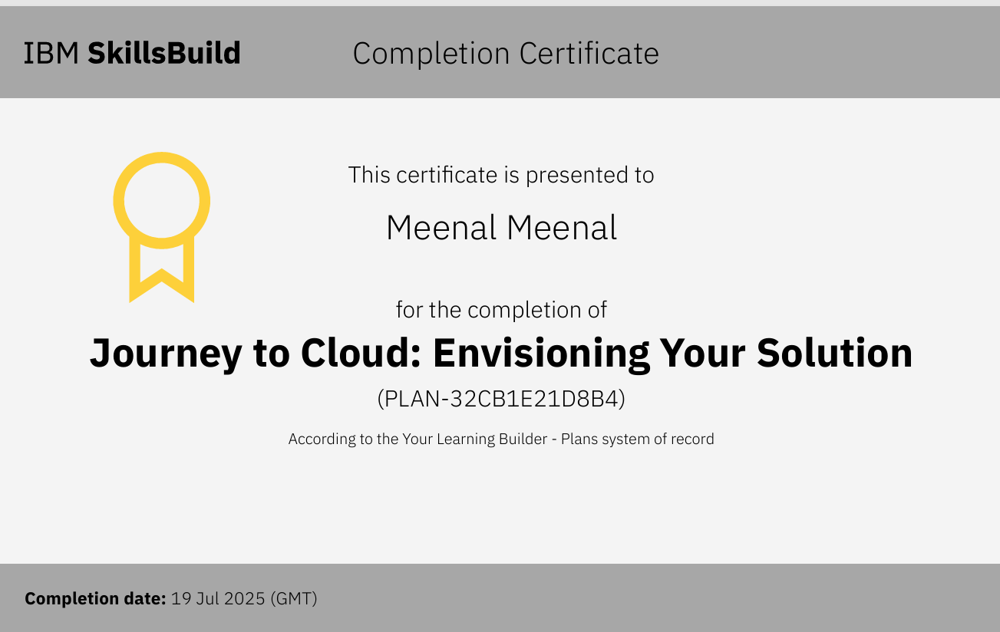 IBM SkillsBuild
Completion Certificate
This certificate is presented to
Meenal Meenal
for the completion of
Journey to Cloud: Envisioning Your Solution
(PLAN-32CB1E21D8B4)
According to the Your Learning Builder - Plans system of record
Completion date: 19 Jul 2025 (GMT)